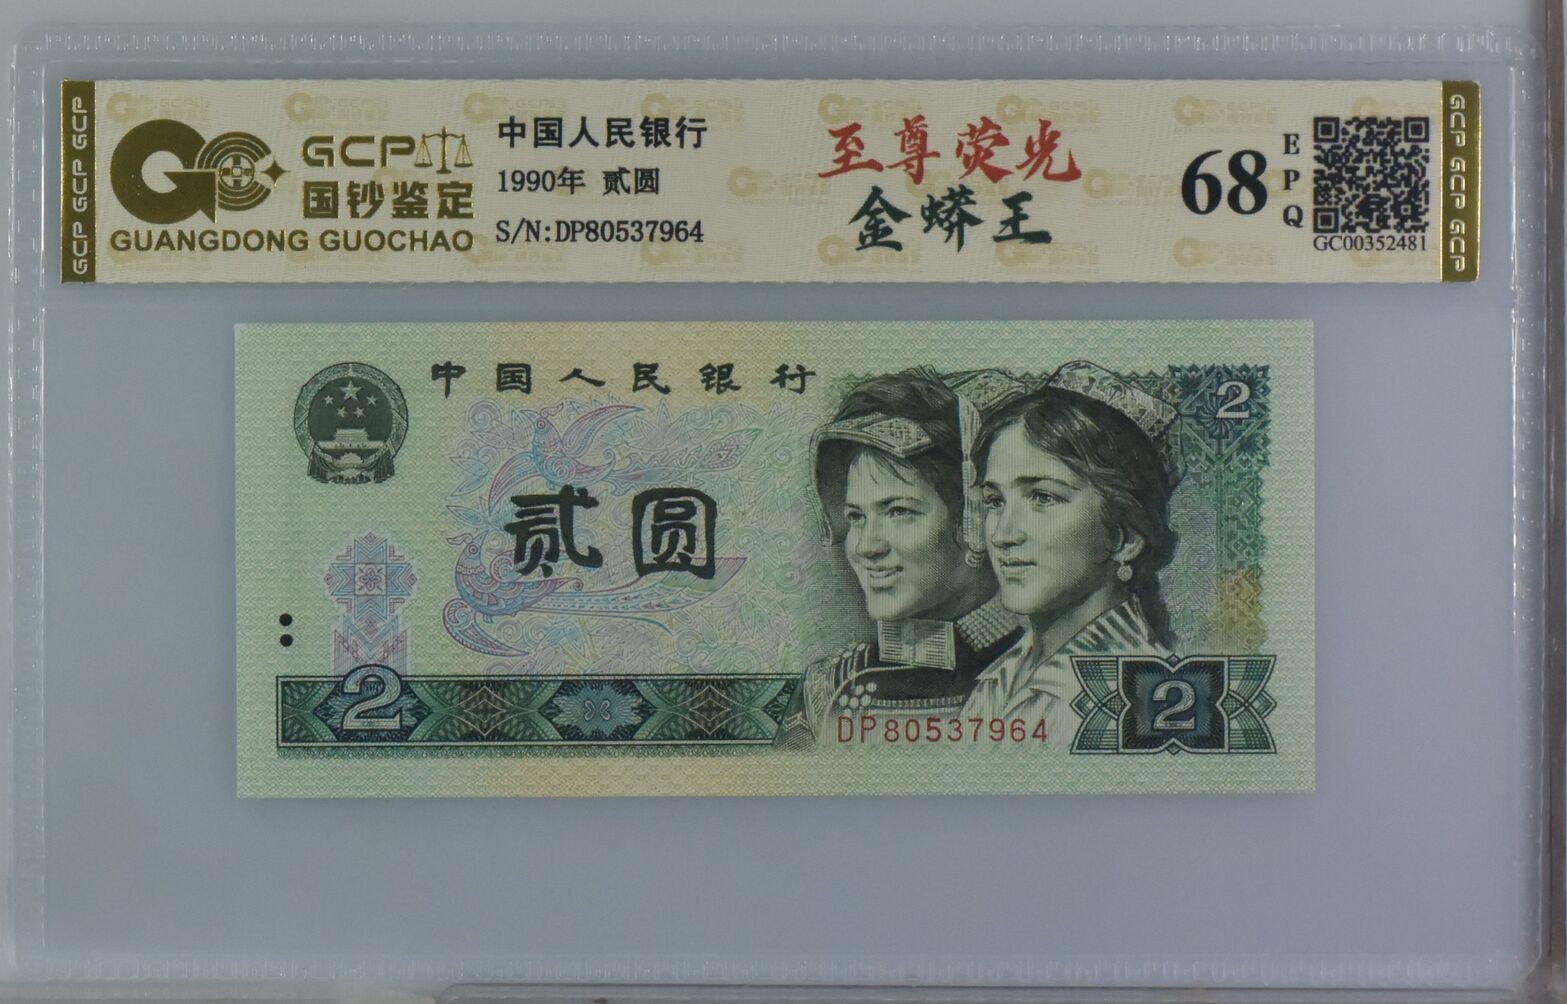 GCP GCP GCP
GCP
国钞鉴定
GUANGDONG GUOCHAO
中国人民银行
1990年 贰圆
S/N:DP80537964
至尊荧光
金蟒王
68
EPQ
GC00352481
GCP GCP GCP
中国人民银行
2
贰圆
2
2
DP80537964